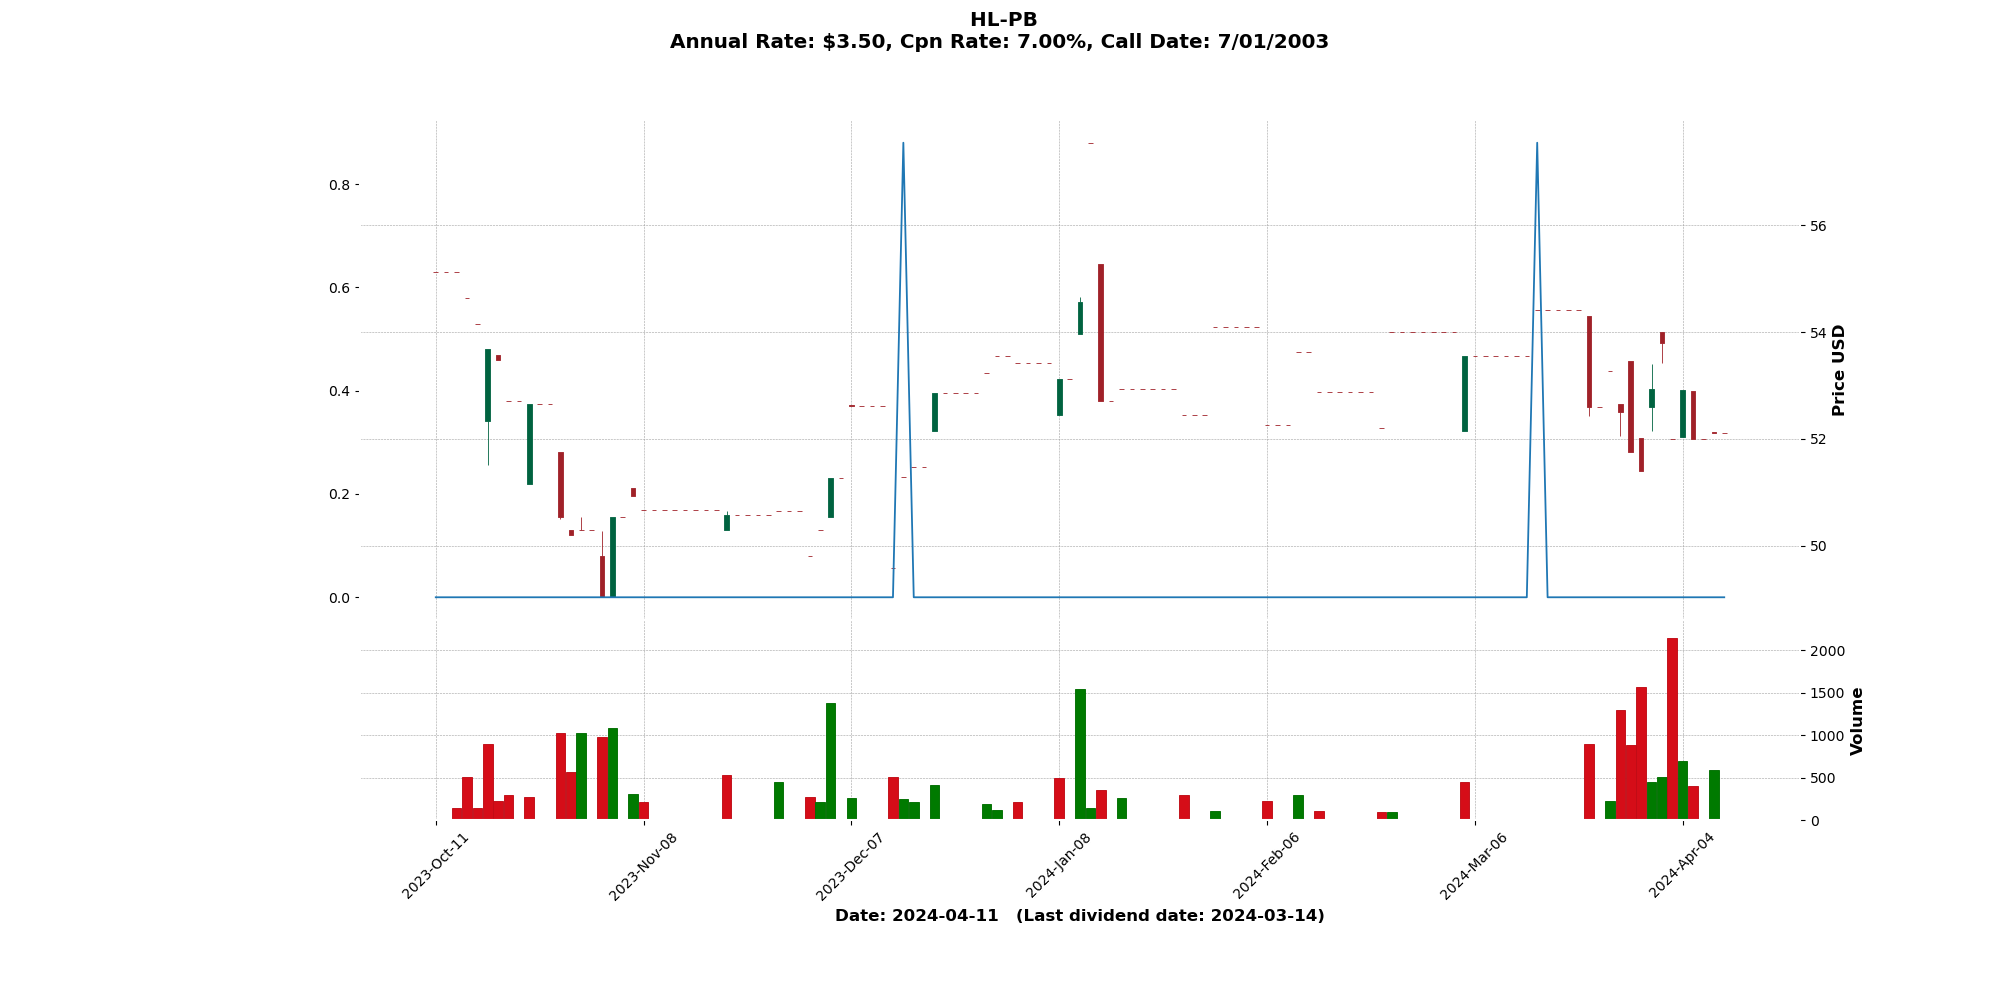 HL-PB
Annual Rate: $3.50, Cpn Rate: 7.00%, Call Date: 7/01/2003
0.8
0.6
0.4
0.2
0.0
56
54
52
50
Price USD
2000
1500
1000
500
0
Volume
2023-Oct-11
2023-Nov-08
2023-Dec-07
2024-Jan-08
2024-Feb-06
2024-Mar-06
2024-Apr-04
Date: 2024-04-11   (Last dividend date: 2024-03-14)